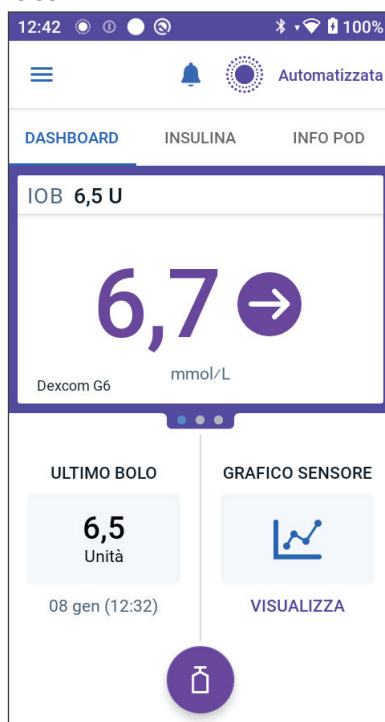 12:42 100%
Automatizzata
DASHBOARD INSULINA INFO POD
IOB 6,5 U
6,7
mmol/L
Dexcom G6
ULTIMO BOLO GRAFICO SENSORE
6,5
Unità
08 gen (12:32) VISUALIZZA